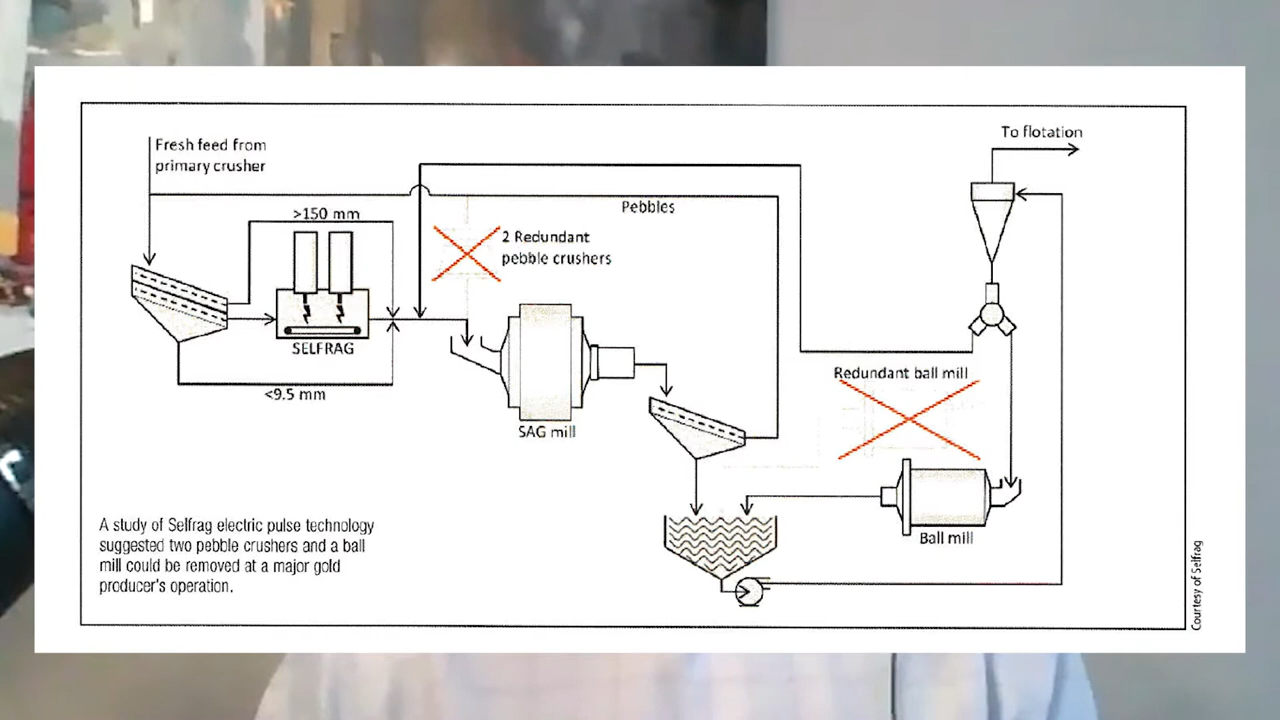 To flotation
Fresh feed from
primary crusher
Pebbles
>150 mm
2 Redundant
pebble crushers
SELFRAG
Redundant ball mill
<9.5 mm
SAG mill
Ball mill
A study of Selfrag electric pulse technology
suggested two pebble crushers and a ball
mill could be removed at a major gold
producer's operation.
Courtesy of Selfrag